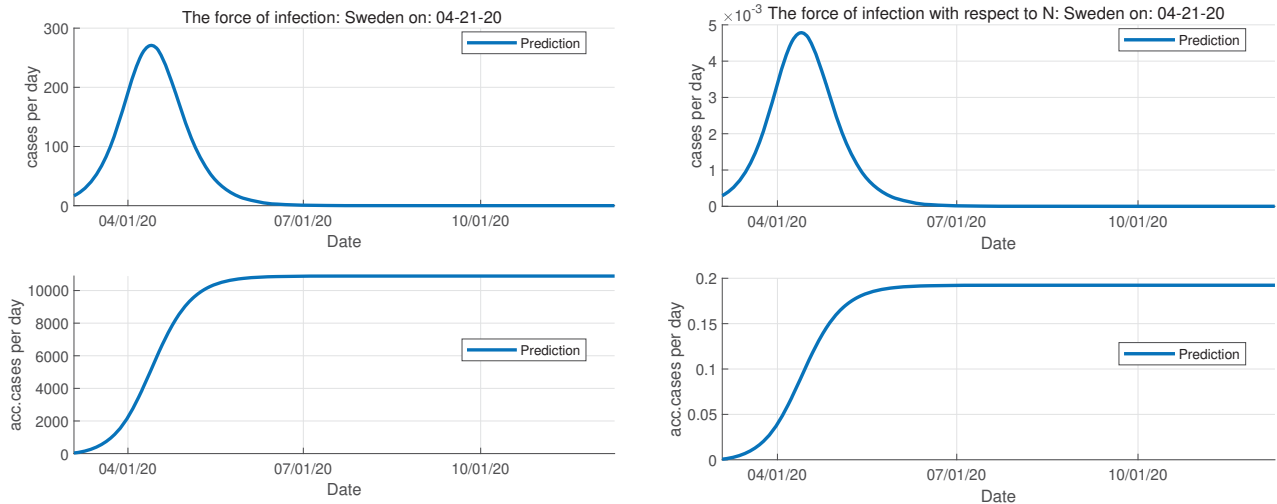 The force of infection: Sweden on: 04-21-20
300
200
100
0
cases per day
Prediction
04/01/20 07/01/20 10/01/20
Date
10000
8000
6000
4000
2000
0
acc.cases per day
Prediction
04/01/20 07/01/20 10/01/20
Date
×10⁻³ The force of infection with respect to N: Sweden on: 04-21-20
5
4
3
2
1
0
cases per day
Prediction
04/01/20 07/01/20 10/01/20
Date
0.2
0.15
0.1
0.05
0
acc.cases per day
Prediction
04/01/20 07/01/20 10/01/20
Date